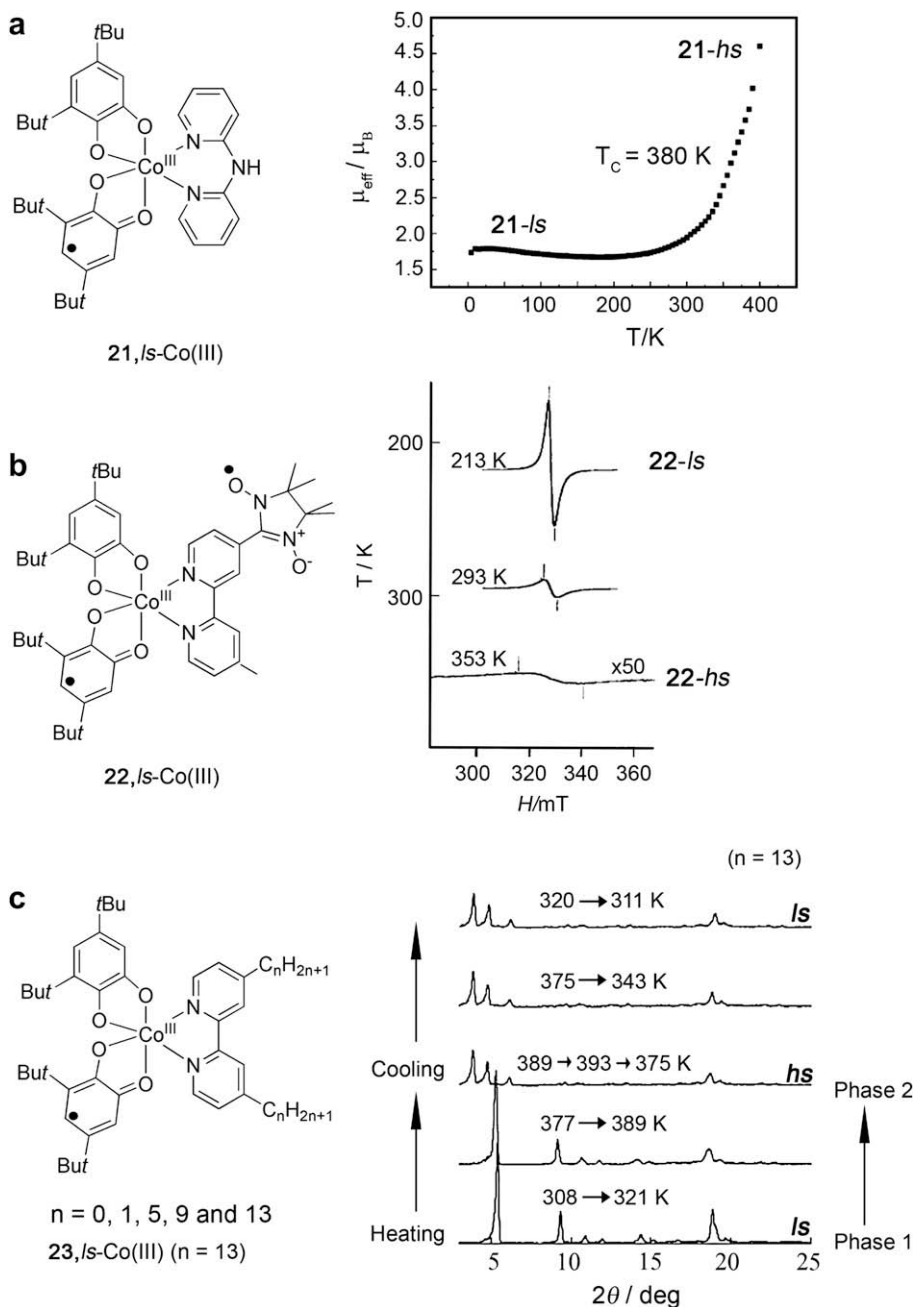 a
tBu
But
O
O
Co^III
N
NH
N
O
O
But
But
21,ls-Co(III)
μeff / μB
5.0
4.5
4.0
3.5
3.0
2.5
2.0
1.5
21-hs
T_C = 380 K
21-ls
0 100 200 300 400
T/K
b
tBu
But
O
O
Co^III
N
N
O
O
But
But
O
N
N+
O-
22,ls-Co(III)
T / K
200
300
213 K
22-ls
293 K
353 K
x50
22-hs
300 320 340 360
H/mT
c
tBu
But
O
O
Co^III
N
N
O
O
But
But
CnH2n+1
CnH2n+1
n = 0, 1, 5, 9 and 13
23,ls-Co(III) (n = 13)
(n = 13)
320 → 311 K ls
375 → 343 K
Cooling 389 → 393 → 375 K hs Phase 2
377 → 389 K
Heating 308 → 321 K ls Phase 1
5 10 15 20 25
2θ / deg